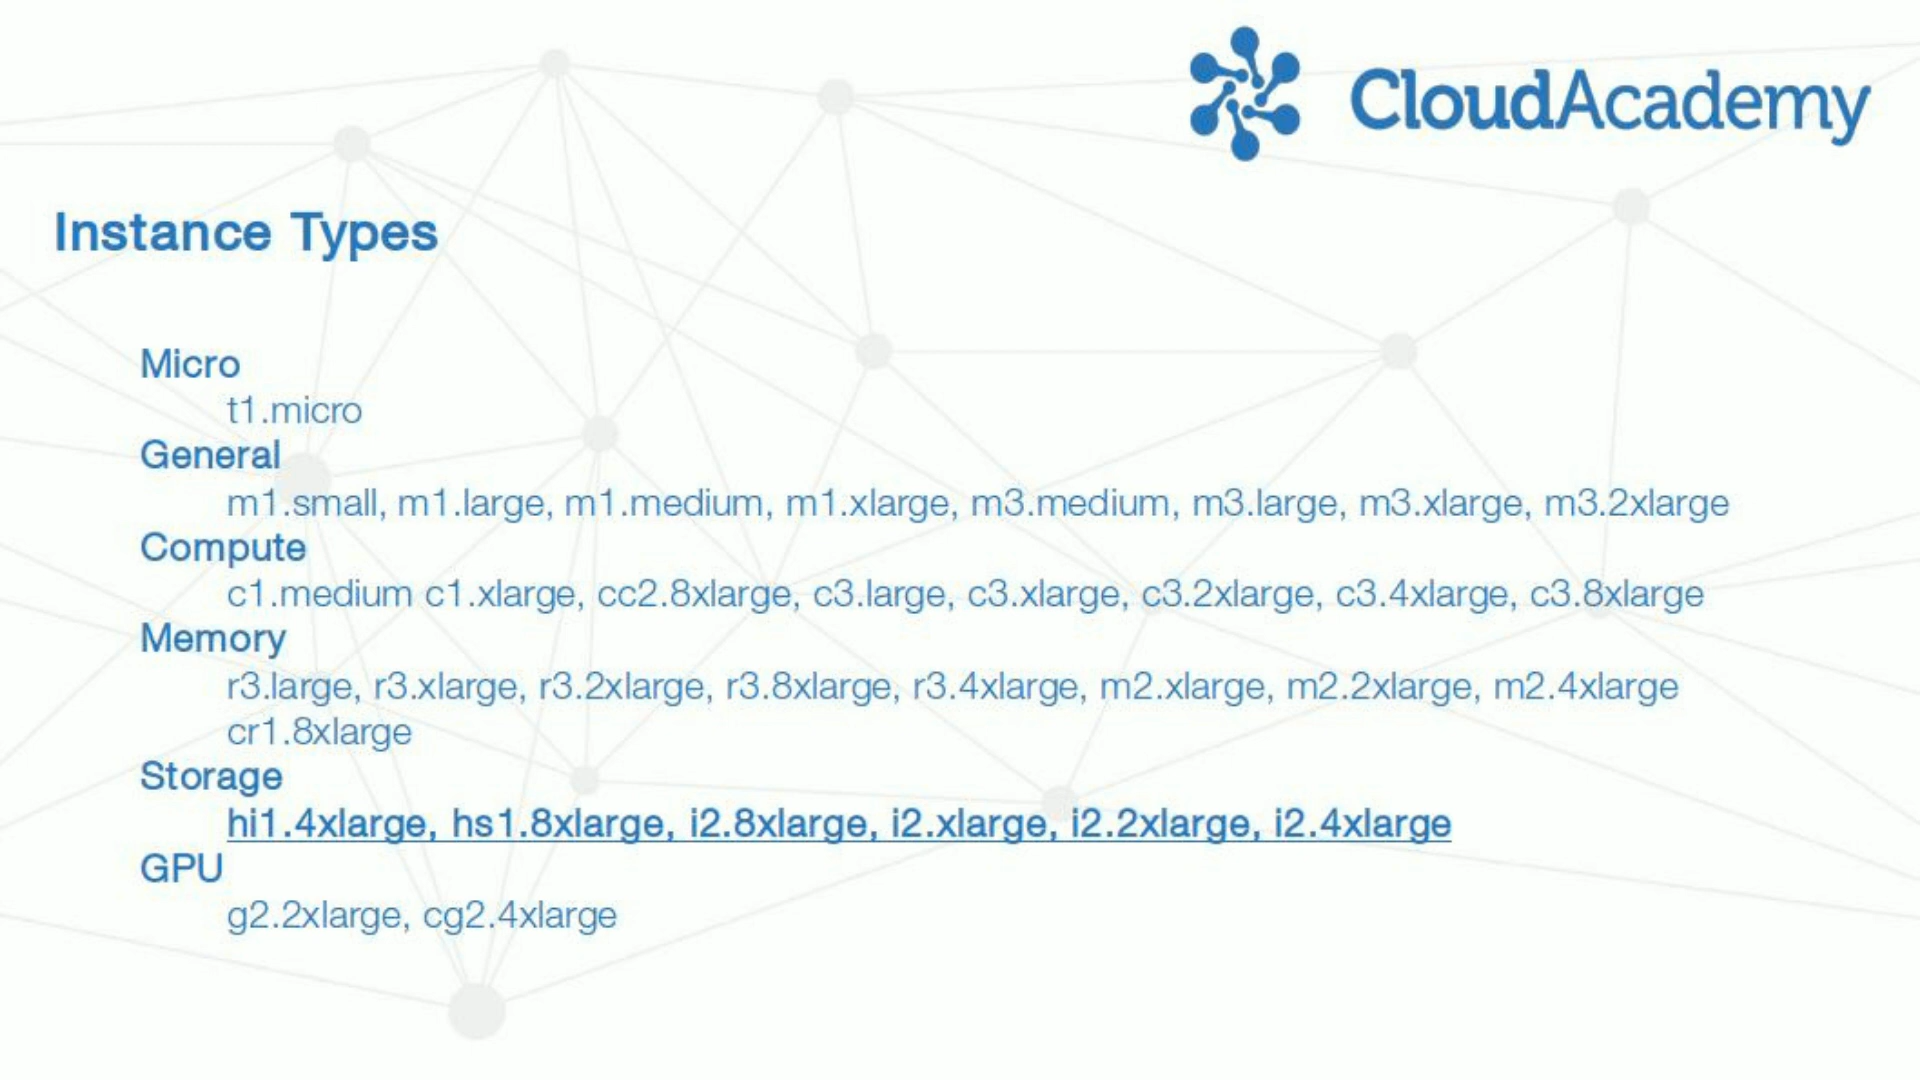 CloudAcademy
Instance Types
Micro
t1.micro
General
m1.small, m1.large, m1.medium, m1.xlarge, m3.medium, m3.large, m3.xlarge, m3.2xlarge
Compute
c1.medium c1.xlarge, cc2.8xlarge, c3.large, c3.xlarge, c3.2xlarge, c3.4xlarge, c3.8xlarge
Memory
r3.large, r3.xlarge, r3.2xlarge, r3.8xlarge, r3.4xlarge, m2.xlarge, m2.2xlarge, m2.4xlarge
cr1.8xlarge
Storage
hi1.4xlarge, hs1.8xlarge, i2.8xlarge, i2.xlarge, i2.2xlarge, i2.4xlarge
GPU
g2.2xlarge, cg2.4xlarge